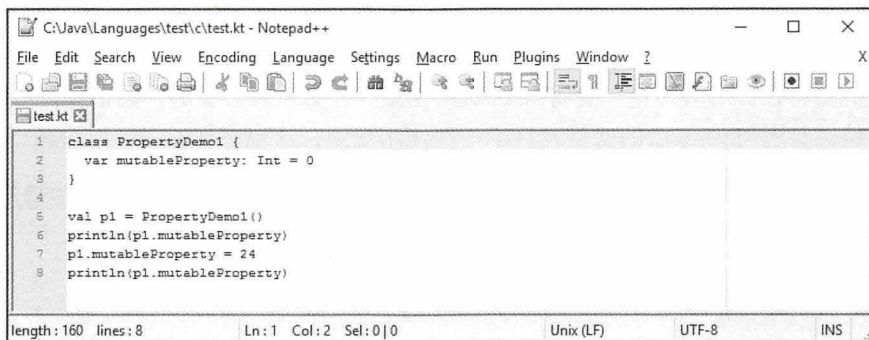 C:\Java\Languages\test\c\test.kt - Notepad++
File Edit Search View Encoding Language Settings Macro Run Plugins Window ? X
test.kt
1 class PropertyDemo1 {
2   var mutableProperty: Int = 0
3 }
4
5 val p1 = PropertyDemo1()
6 println(p1.mutableProperty)
7 p1.mutableProperty = 24
8 println(p1.mutableProperty)
length : 160 lines : 8 Ln : 1 Col : 2 Sel : 0 | 0 Unix (LF) UTF-8 INS